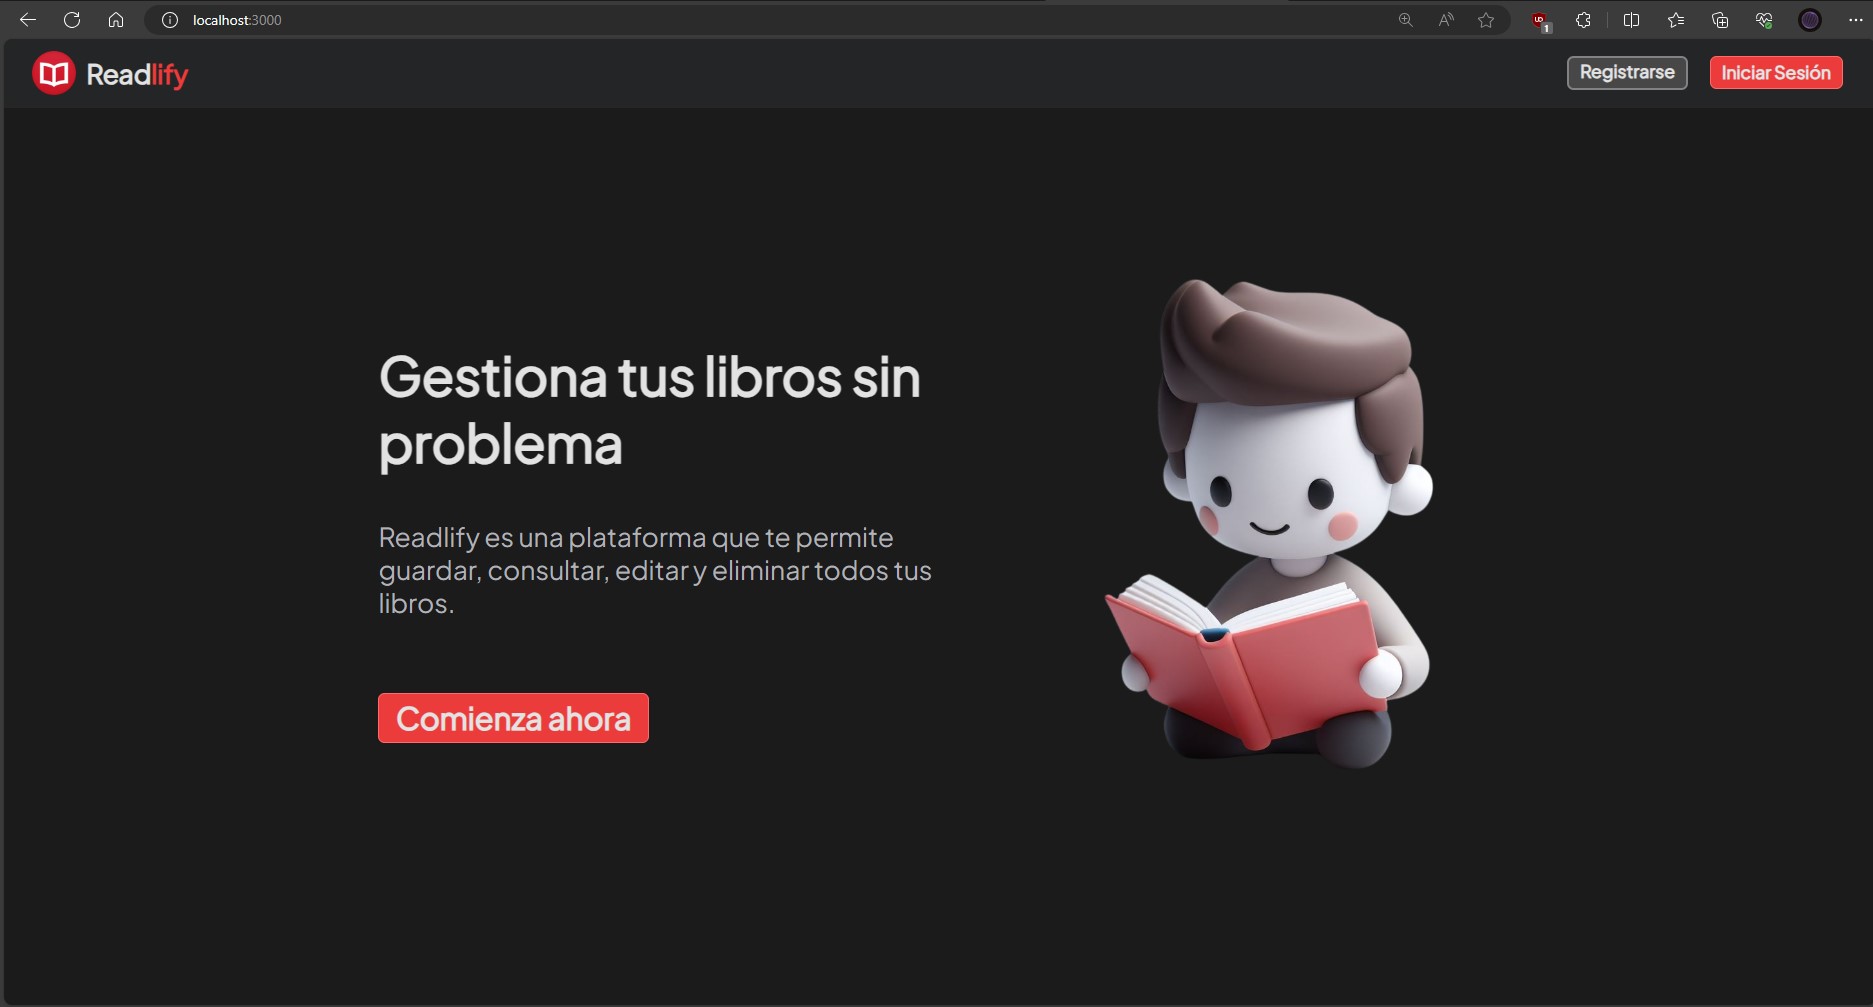 localhost:3000
1
Readlify
Registrarse
Iniciar Sesión
Gestiona tus libros sin
problema
Readlify es una plataforma que te permite
guardar, consultar, editar y eliminar todos tus
libros.
Comienza ahora